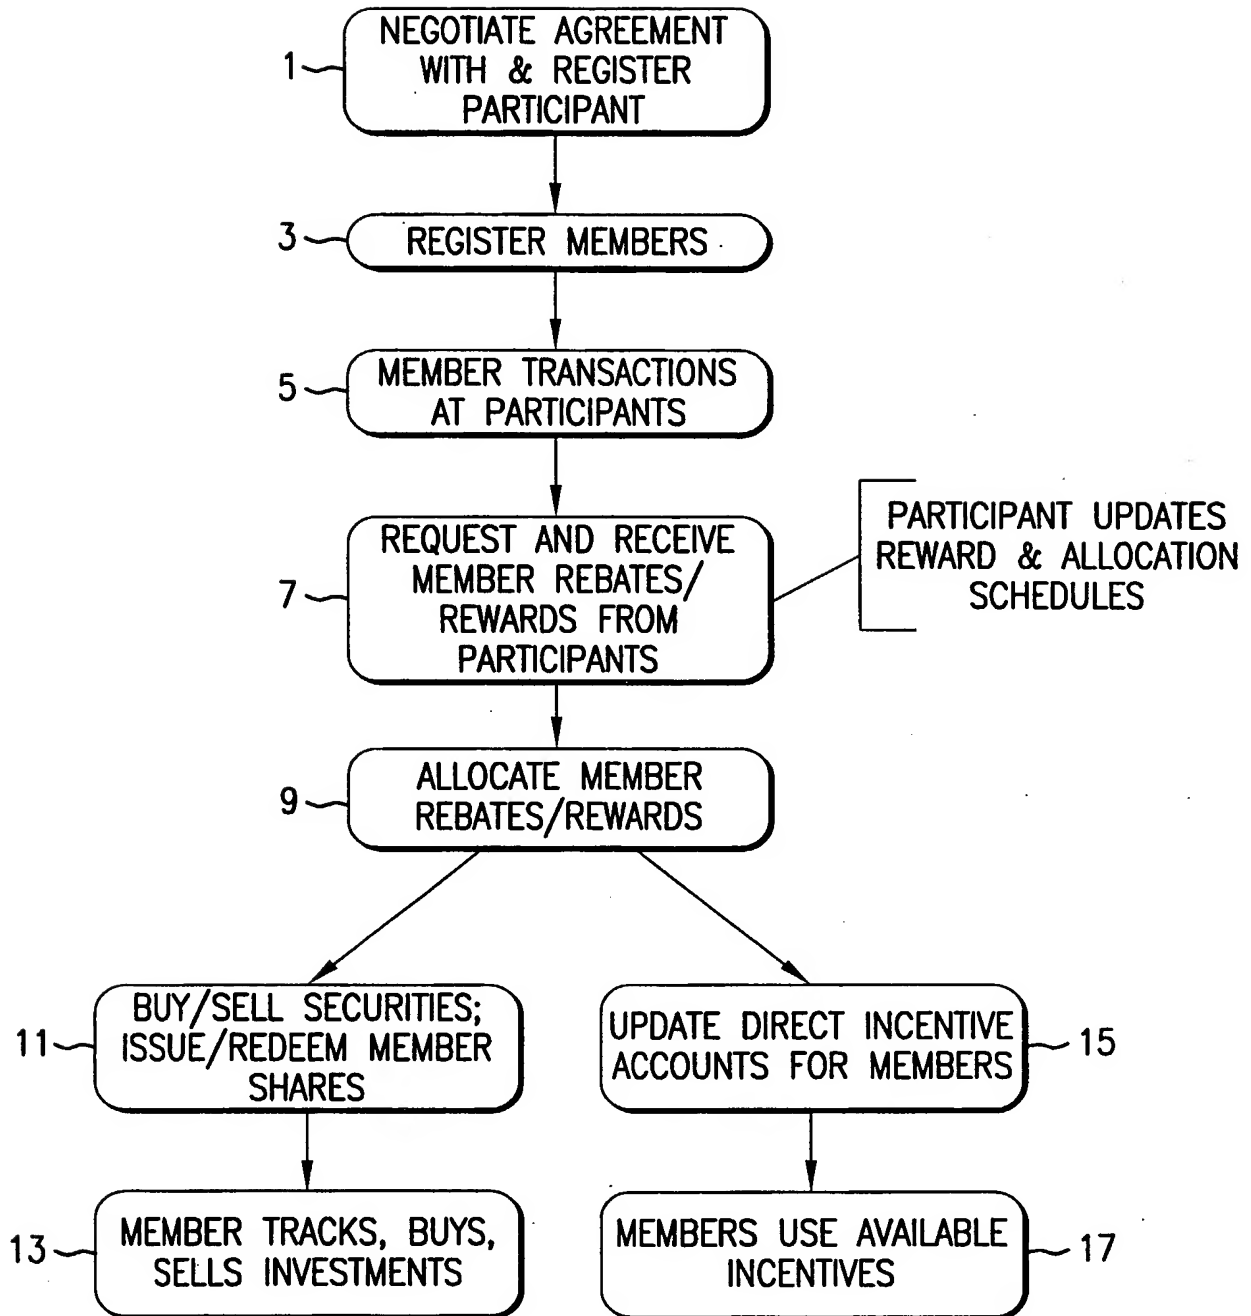 NEGOTIATE AGREEMENT
WITH & REGISTER
PARTICIPANT
1
REGISTER MEMBERS
3
MEMBER TRANSACTIONS
AT PARTICIPANTS
5
REQUEST AND RECEIVE
MEMBER REBATES/
REWARDS FROM
PARTICIPANTS
7
PARTICIPANT UPDATES
REWARD & ALLOCATION
SCHEDULES
ALLOCATE MEMBER
REBATES/REWARDS
9
BUY/SELL SECURITIES;
ISSUE/REDEEM MEMBER
SHARES
11
UPDATE DIRECT INCENTIVE
ACCOUNTS FOR MEMBERS
15
MEMBER TRACKS, BUYS,
SELLS INVESTMENTS
13
MEMBERS USE AVAILABLE
INCENTIVES
17